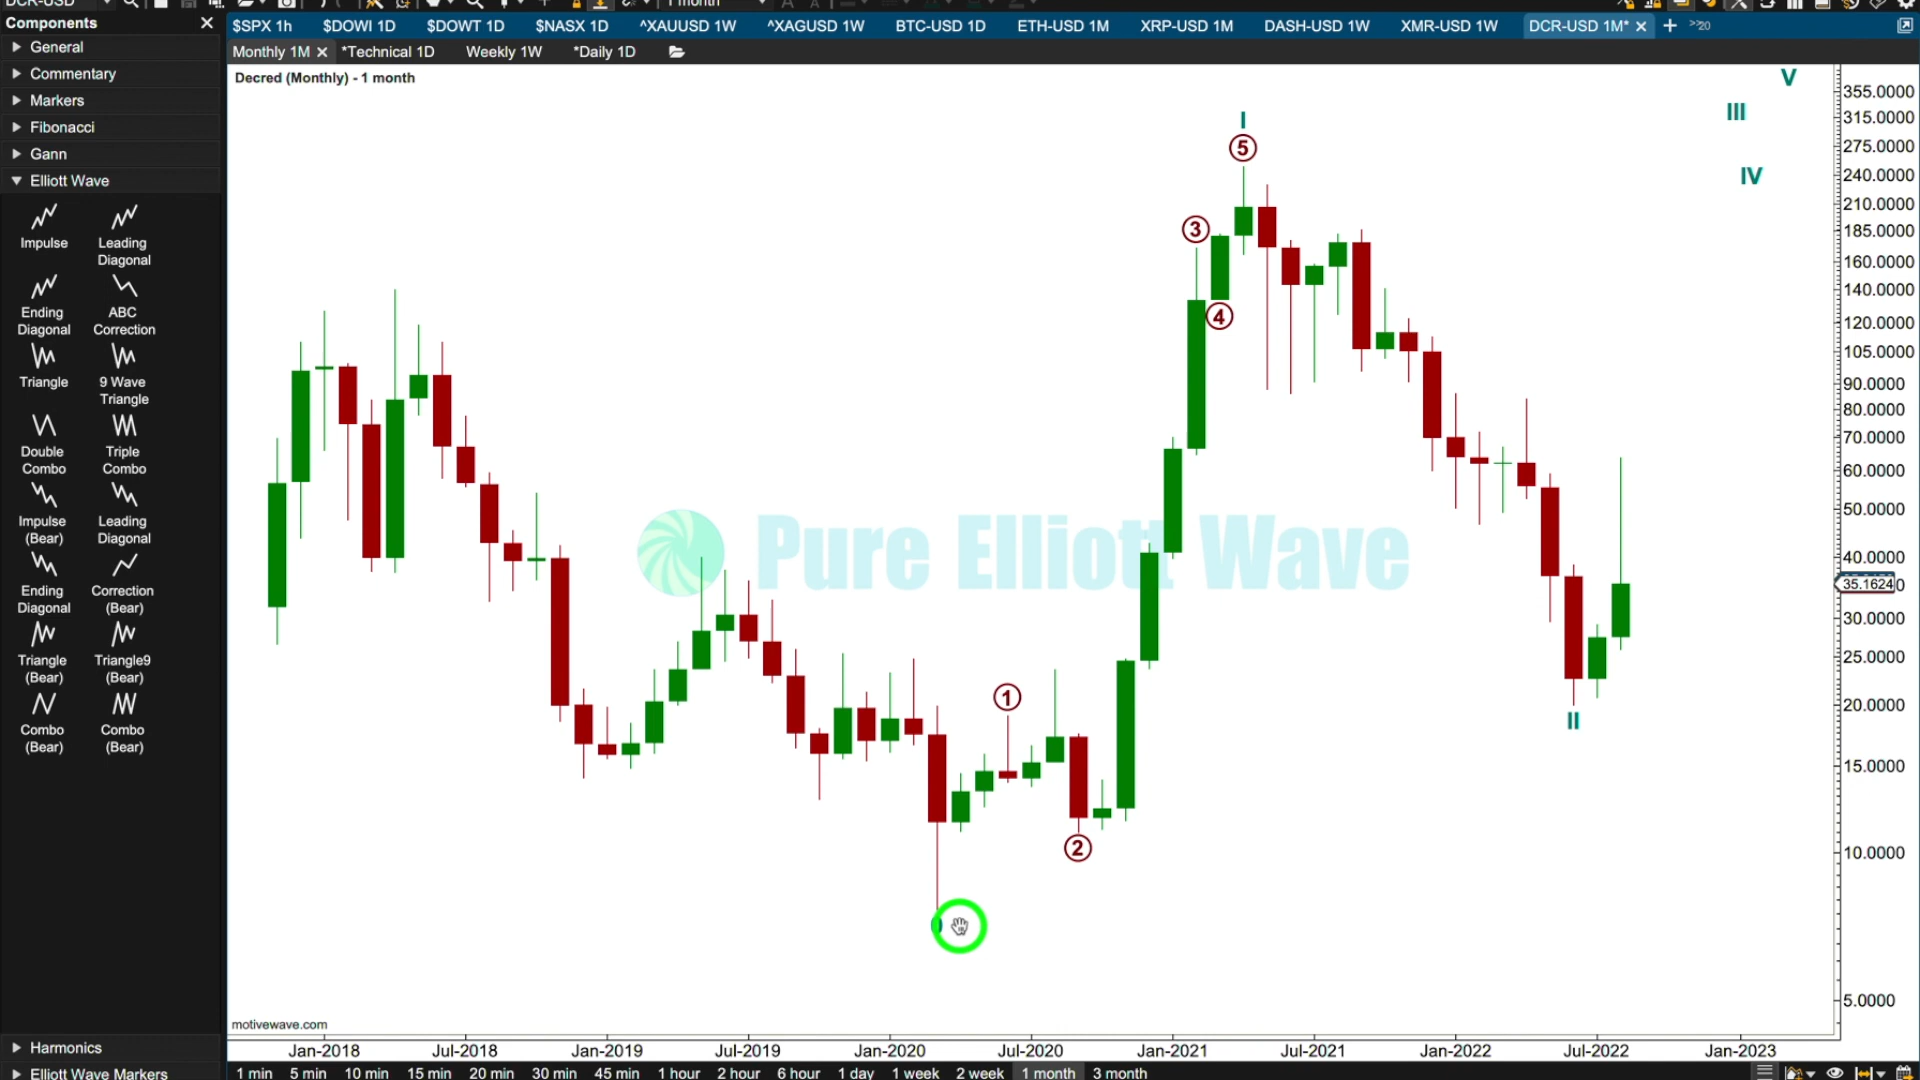 DCR-USD
1 month
Components
General
Commentary
Markers
Fibonacci
Gann
Elliott Wave
Impulse
Leading Diagonal
Ending Diagonal
ABC Correction
Triangle
9 Wave Triangle
Double Combo
Triple Combo
Impulse (Bear)
Leading Diagonal
Ending Diagonal
Correction (Bear)
Triangle (Bear)
Triangle9 (Bear)
Combo (Bear)
Combo (Bear)
Harmonics
Elliott Wave Markers
$SPX 1h
$DOWI 1D
$DOWT 1D
$NASX 1D
^XAUUSD 1W
^XAGUSD 1W
BTC-USD 1D
ETH-USD 1M
XRP-USD 1M
DASH-USD 1W
XMR-USD 1W
DCR-USD 1M*
>>20
Monthly 1M
*Technical 1D
Weekly 1W
*Daily 1D
Decred (Monthly) - 1 month
V
III
IV
I
5
3
4
1
2
II
Pure Elliott Wave
355.0000
315.0000
275.0000
240.0000
210.0000
185.0000
160.0000
140.0000
120.0000
105.0000
90.0000
80.0000
70.0000
60.0000
50.0000
40.0000
35.1624
30.0000
25.0000
20.0000
15.0000
10.0000
5.0000
motivewave.com
Jan-2018
Jul-2018
Jan-2019
Jul-2019
Jan-2020
Jul-2020
Jan-2021
Jul-2021
Jan-2022
Jul-2022
Jan-2023
1 min
5 min
10 min
15 min
20 min
30 min
45 min
1 hour
2 hour
6 hour
1 day
1 week
2 week
1 month
3 month